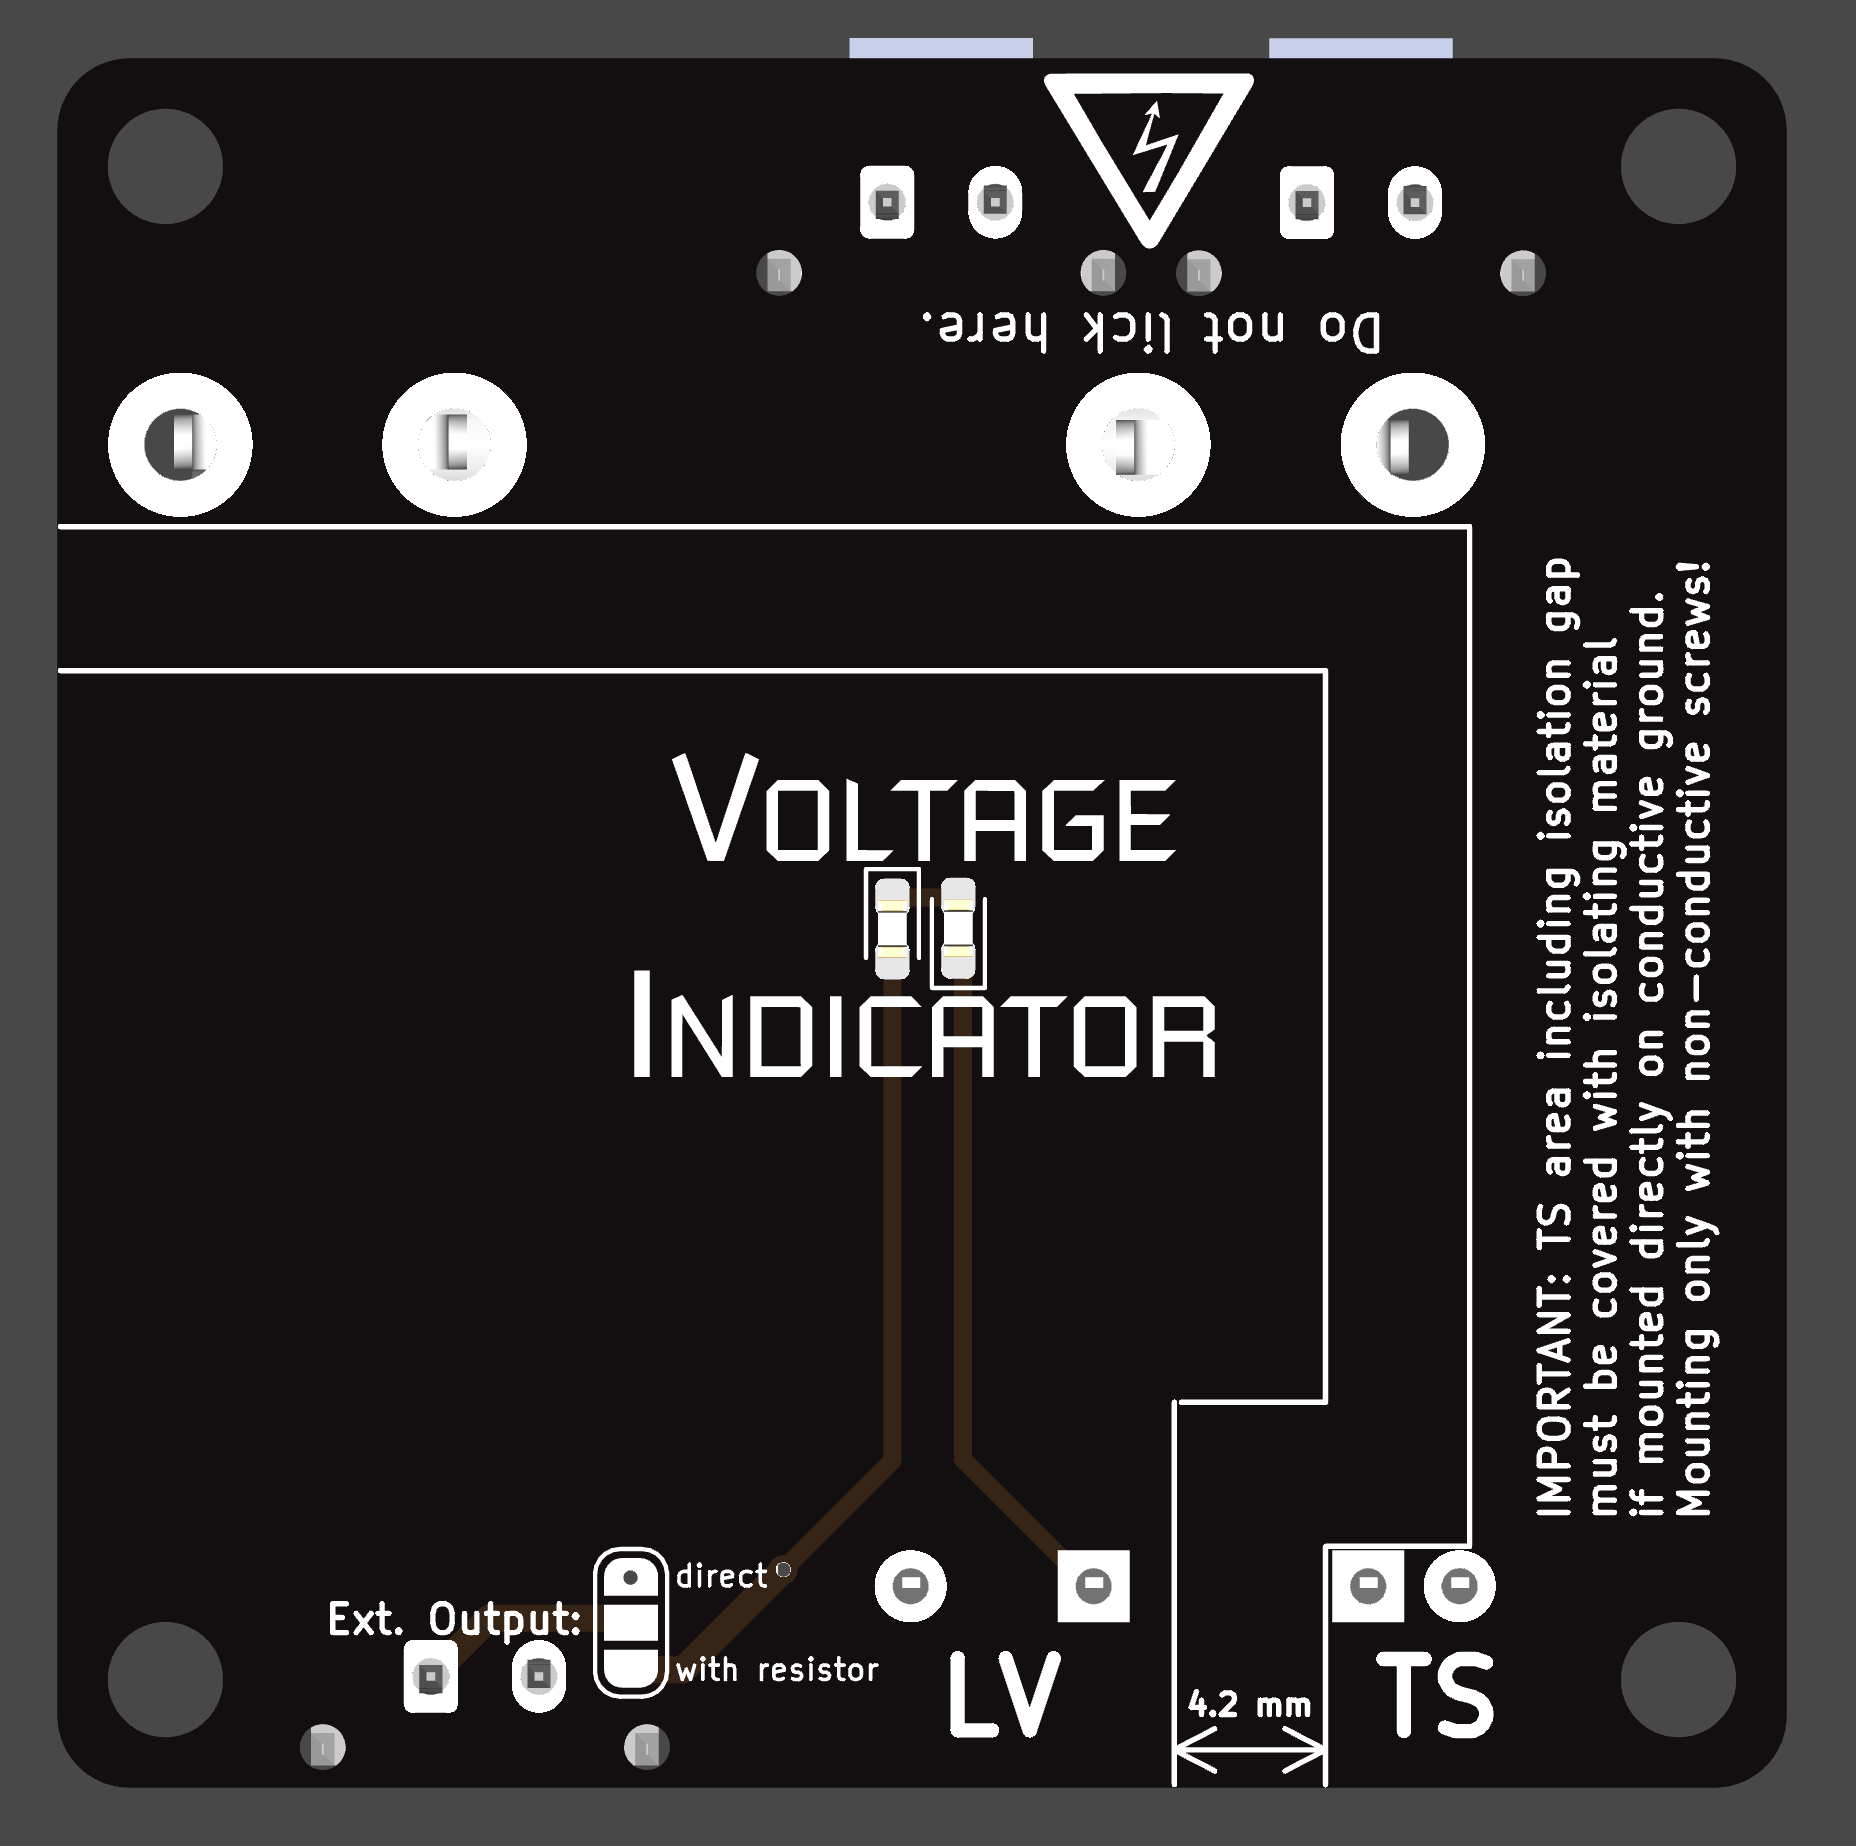 Do not lick here.
VOLTAGE
INDICATOR
IMPORTANT: TS area including isolation gap
must be covered with isolating material
if mounted directly on conductive ground.
Mounting only with non-conductive screws!
direct
Ext. Output:
with resistor
LV
4.2 mm
TS